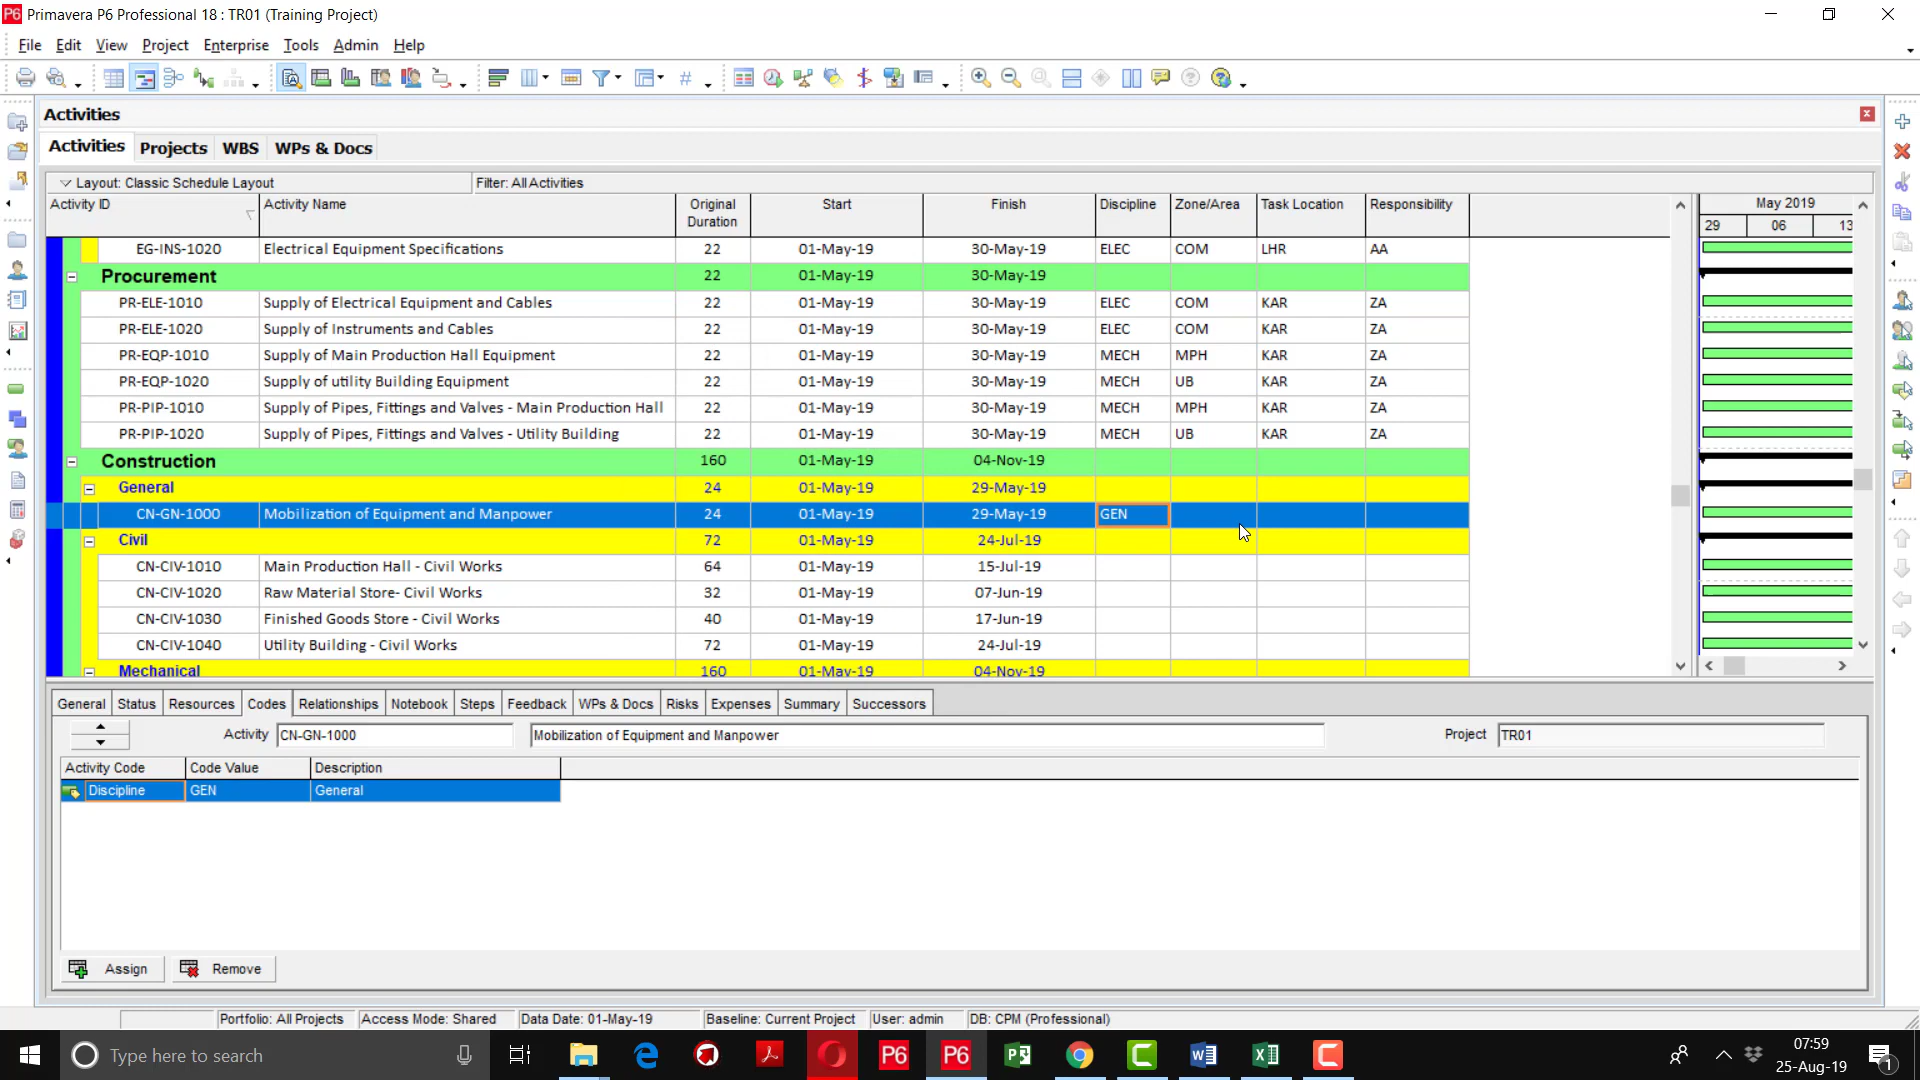 P6 Primavera P6 Professional 18 : TR01 (Training Project)
File Edit View Project Enterprise Tools Admin Help
Activities
Activities Projects WBS WPs & Docs
Layout: Classic Schedule Layout Filter: All Activities
Activity ID Activity Name Original Duration Start Finish Discipline Zone/Area Task Location Responsibility May 2019
29 06 13
EG-INS-1020 Electrical Equipment Specifications 22 01-May-19 30-May-19 ELEC COM LHR AA
Procurement 22 01-May-19 30-May-19
PR-ELE-1010 Supply of Electrical Equipment and Cables 22 01-May-19 30-May-19 ELEC COM KAR ZA
PR-ELE-1020 Supply of Instruments and Cables 22 01-May-19 30-May-19 ELEC COM KAR ZA
PR-EQP-1010 Supply of Main Production Hall Equipment 22 01-May-19 30-May-19 MECH MPH KAR ZA
PR-EQP-1020 Supply of utility Building Equipment 22 01-May-19 30-May-19 MECH UB KAR ZA
PR-PIP-1010 Supply of Pipes, Fittings and Valves - Main Production Hall 22 01-May-19 30-May-19 MECH MPH KAR ZA
PR-PIP-1020 Supply of Pipes, Fittings and Valves - Utility Building 22 01-May-19 30-May-19 MECH UB KAR ZA
Construction 160 01-May-19 04-Nov-19
General 24 01-May-19 29-May-19
CN-GN-1000 Mobilization of Equipment and Manpower 24 01-May-19 29-May-19 GEN
Civil 72 01-May-19 24-Jul-19
CN-CIV-1010 Main Production Hall - Civil Works 64 01-May-19 15-Jul-19
CN-CIV-1020 Raw Material Store- Civil Works 32 01-May-19 07-Jun-19
CN-CIV-1030 Finished Goods Store - Civil Works 40 01-May-19 17-Jun-19
CN-CIV-1040 Utility Building - Civil Works 72 01-May-19 24-Jul-19
Mechanical 160 01-May-19 04-Nov-19
General Status Resources Codes Relationships Notebook Steps Feedback WPs & Docs Risks Expenses Summary Successors
Activity CN-GN-1000 Mobilization of Equipment and Manpower Project TR01
Activity Code Code Value Description
Discipline GEN General
Assign Remove
Portfolio: All Projects Access Mode: Shared Data Date: 01-May-19 Baseline: Current Project User: admin DB: CPM (Professional)
Type here to search P6 P6 07:59
25-Aug-19 1